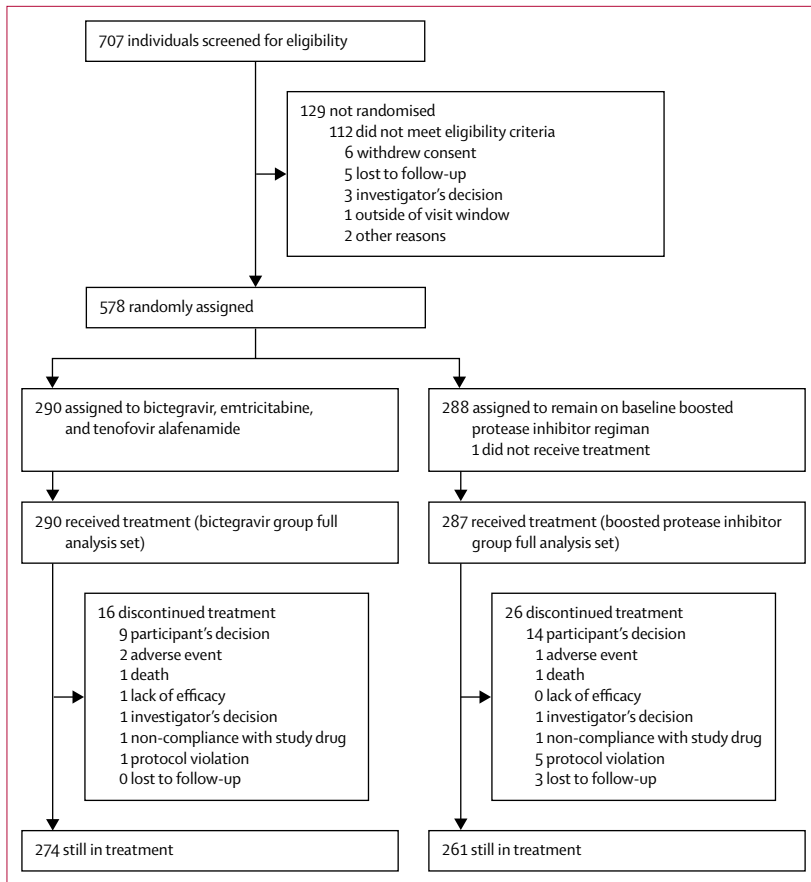 707 individuals screened for eligibility
129 not randomised
112 did not meet eligibility criteria
6 withdrew consent
5 lost to follow-up
3 investigator's decision
1 outside of visit window
2 other reasons
578 randomly assigned
290 assigned to bictegravir, emtricitabine,
and tenofovir alafenamide
288 assigned to remain on baseline boosted
protease inhibitor regiman
1 did not receive treatment
290 received treatment (bictegravir group full
analysis set)
287 received treatment (boosted protease inhibitor
group full analysis set)
16 discontinued treatment
9 participant's decision
2 adverse event
1 death
1 lack of efficacy
1 investigator's decision
1 non-compliance with study drug
1 protocol violation
0 lost to follow-up
26 discontinued treatment
14 participant's decision
1 adverse event
1 death
0 lack of efficacy
1 investigator's decision
1 non-compliance with study drug
5 protocol violation
3 lost to follow-up
274 still in treatment
261 still in treatment